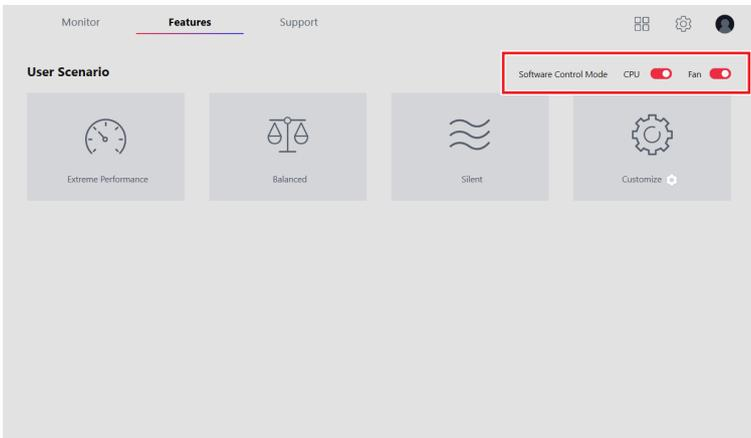 Monitor Features Support
User Scenario
Software Control Mode CPU Fan
Extreme Performance
Balanced
Silent
Customize